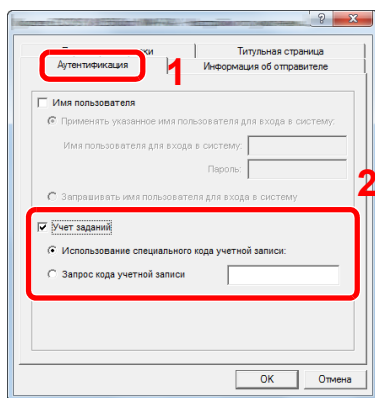 Титульная страница
Аутентификация
1
Информация об отправителе
Имя пользователя
Применять указанное имя пользователя для входа в систему:
Имя пользователя для входа в систему:
Пароль:
2
Запрашивать имя пользователя для входа в систему
Учет заданий
Использование специального кода учетной записи:
Запрос кода учетной записи
OK
Отмена